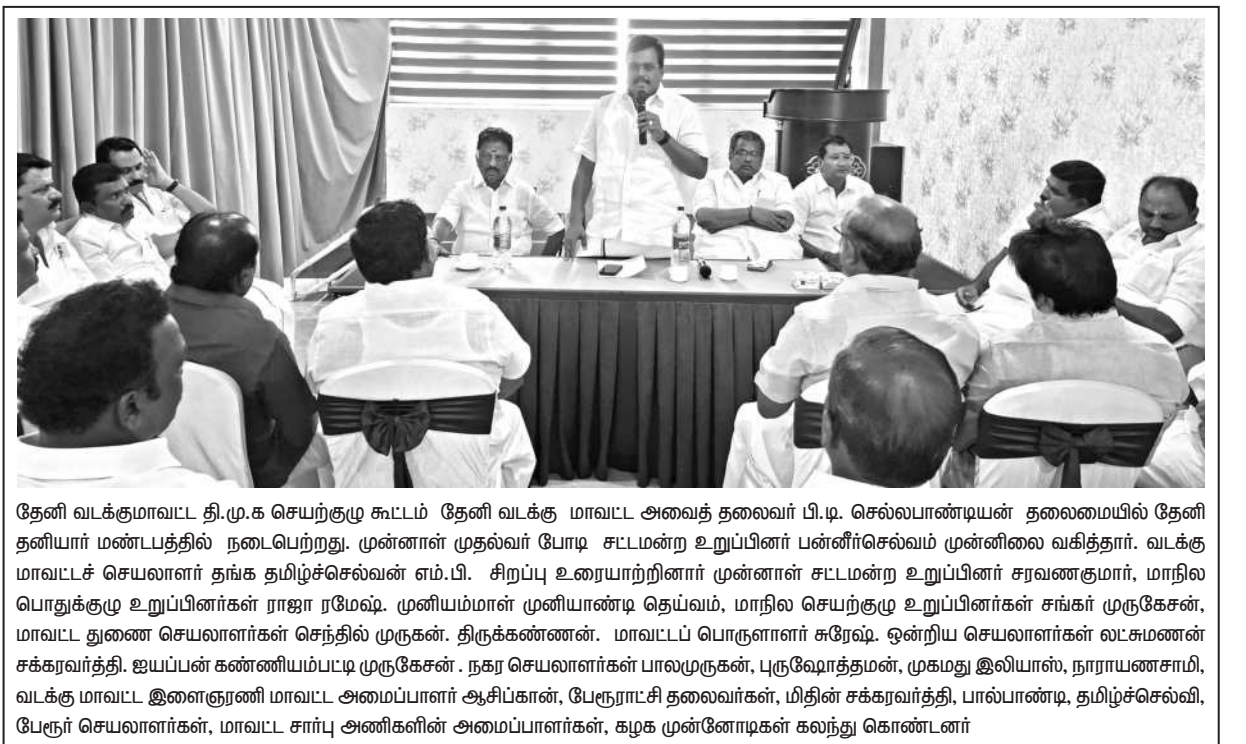 தேனி வடக்குமாவட்ட தி.மு.க செயற்குழு கூட்டம் தேனி வடக்கு மாவட்ட அவைத் தலைவர் பி.டி. செல்லபாண்டியன் தலைமையில் தேனி
தனியார் மண்டபத்தில் நடைபெற்றது. முன்னாள் முதல்வர் போடி சட்டமன்ற உறுப்பினர் பன்னீர்செல்வம் முன்னிலை வகித்தார். வடக்கு
மாவட்டச் செயலாளர் தங்க தமிழ்ச்செல்வன் எம்.பி. சிறப்பு உரையாற்றினார் முன்னாள் சட்டமன்ற உறுப்பினர் சரவணகுமார், மாநில
பொதுக்குழு உறுப்பினர்கள் ராஜா ரமேஷ். முனியம்மாள் முனியாண்டி தெய்வம், மாநில செயற்குழு உறுப்பினர்கள் சங்கர் முருகேசன்,
மாவட்ட துணை செயலாளர்கள் செந்தில் முருகன். திருக்கண்ணன். மாவட்டப் பொருளாளர் சுரேஷ். ஒன்றிய செயலாளர்கள் லட்சுமணன்
சக்கரவர்த்தி. ஐயப்பன் கண்ணியம்பட்டி முருகேசன் . நகர செயலாளர்கள் பாலமுருகன், புருஷோத்தமன், முகமது இலியாஸ், நாராயணசாமி,
வடக்கு மாவட்ட இளைஞரணி மாவட்ட அமைப்பாளர் ஆசிப்கான், பேரூராட்சி தலைவர்கள், மிதின் சக்கரவர்த்தி, பால்பாண்டி, தமிழ்ச்செல்வி,
பேரூர் செயலாளர்கள், மாவட்ட சார்பு அணிகளின் அமைப்பாளர்கள், கழக முன்னோடிகள் கலந்து கொண்டனர்